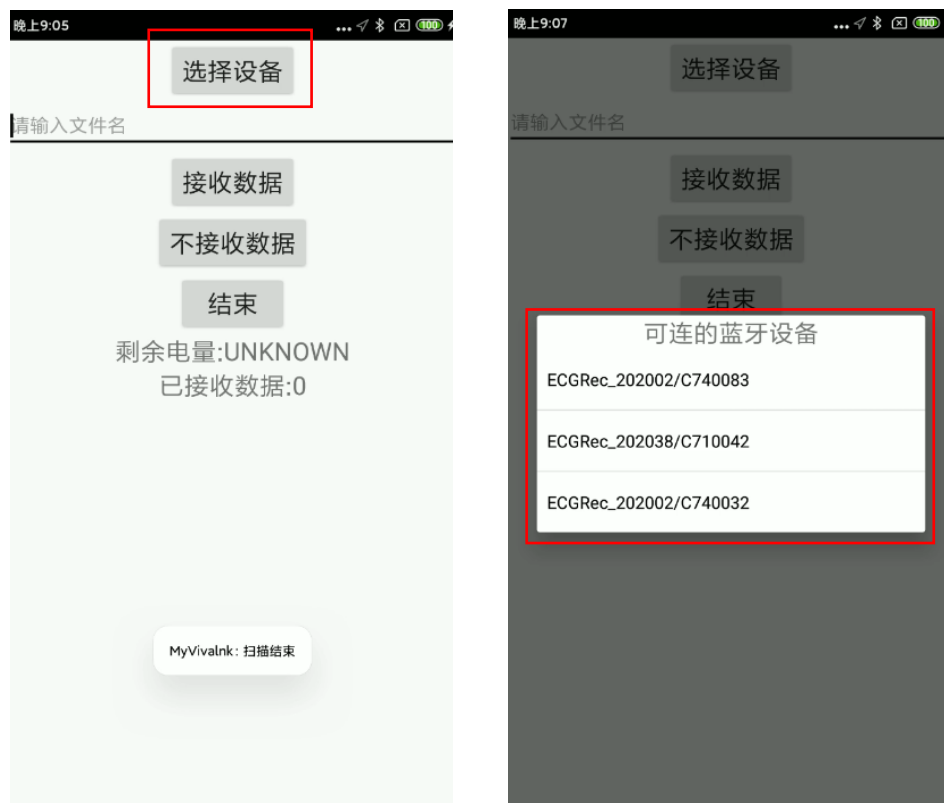 晚上9:05
100
选择设备
请输入文件名
接收数据
不接收数据
结束
剩余电量:UNKNOWN
已接收数据:0
MyVivalnk: 扫描结束
晚上9:07
100
选择设备
请输入文件名
接收数据
不接收数据
结束
可连的蓝牙设备
ECGRec_202002/C740083
ECGRec_202038/C710042
ECGRec_202002/C740032